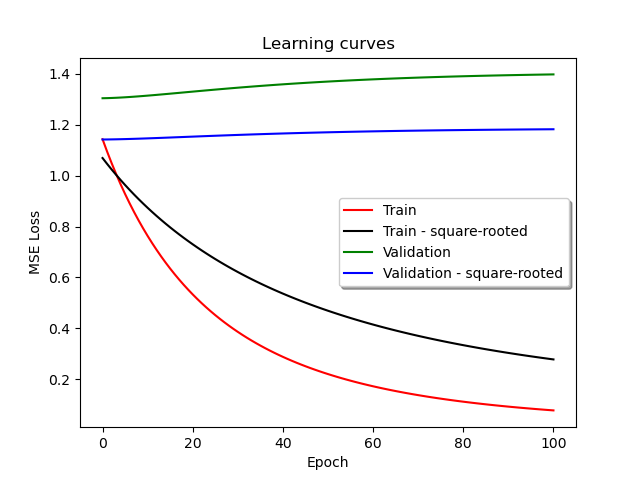 Learning curves
1.4
1.2
1.0
0.8
0.6
0.4
0.2
MSE Loss
Train
Train - square-rooted
Validation
Validation - square-rooted
0 20 40 60 80 100
Epoch